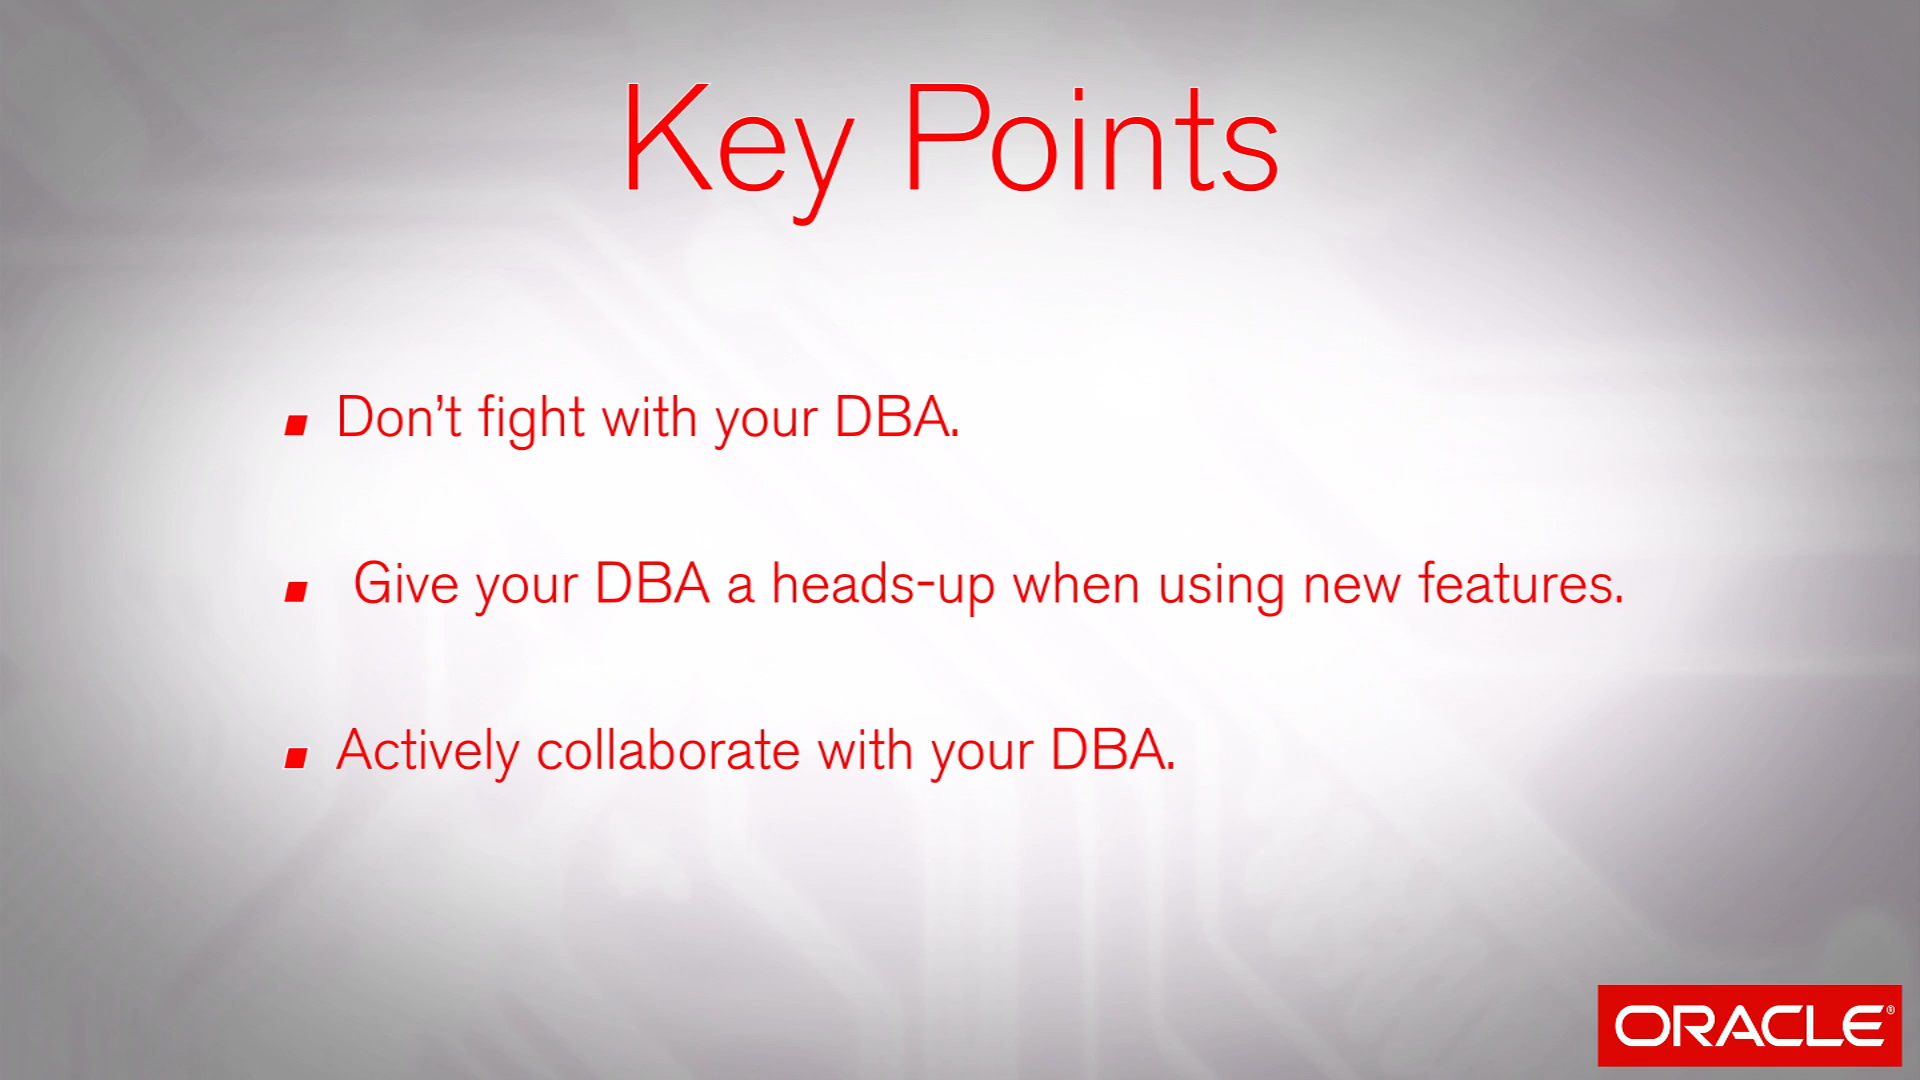 Key Points
▪ Don’t fight with your DBA.
▪ Give your DBA a heads-up when using new features.
▪ Actively collaborate with your DBA.
ORACLE®